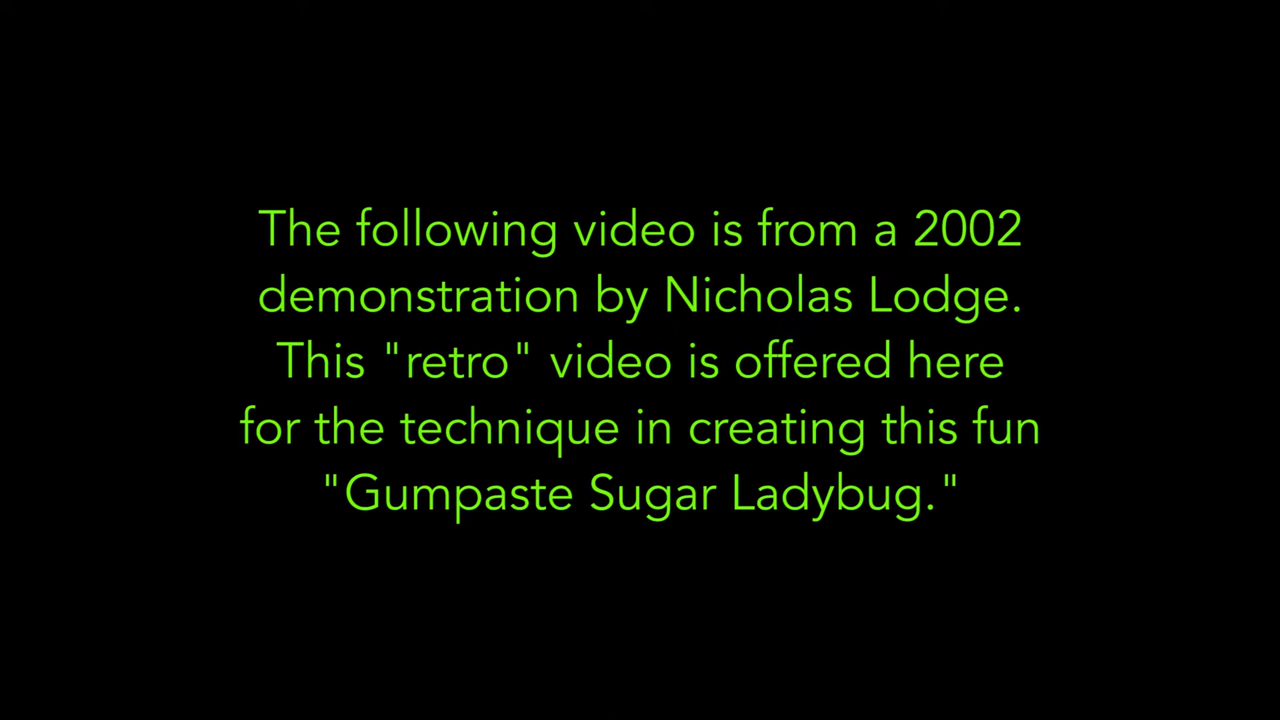 The following video is from a 2002
demonstration by Nicholas Lodge.
This "retro" video is offered here
for the technique in creating this fun
"Gumpaste Sugar Ladybug."